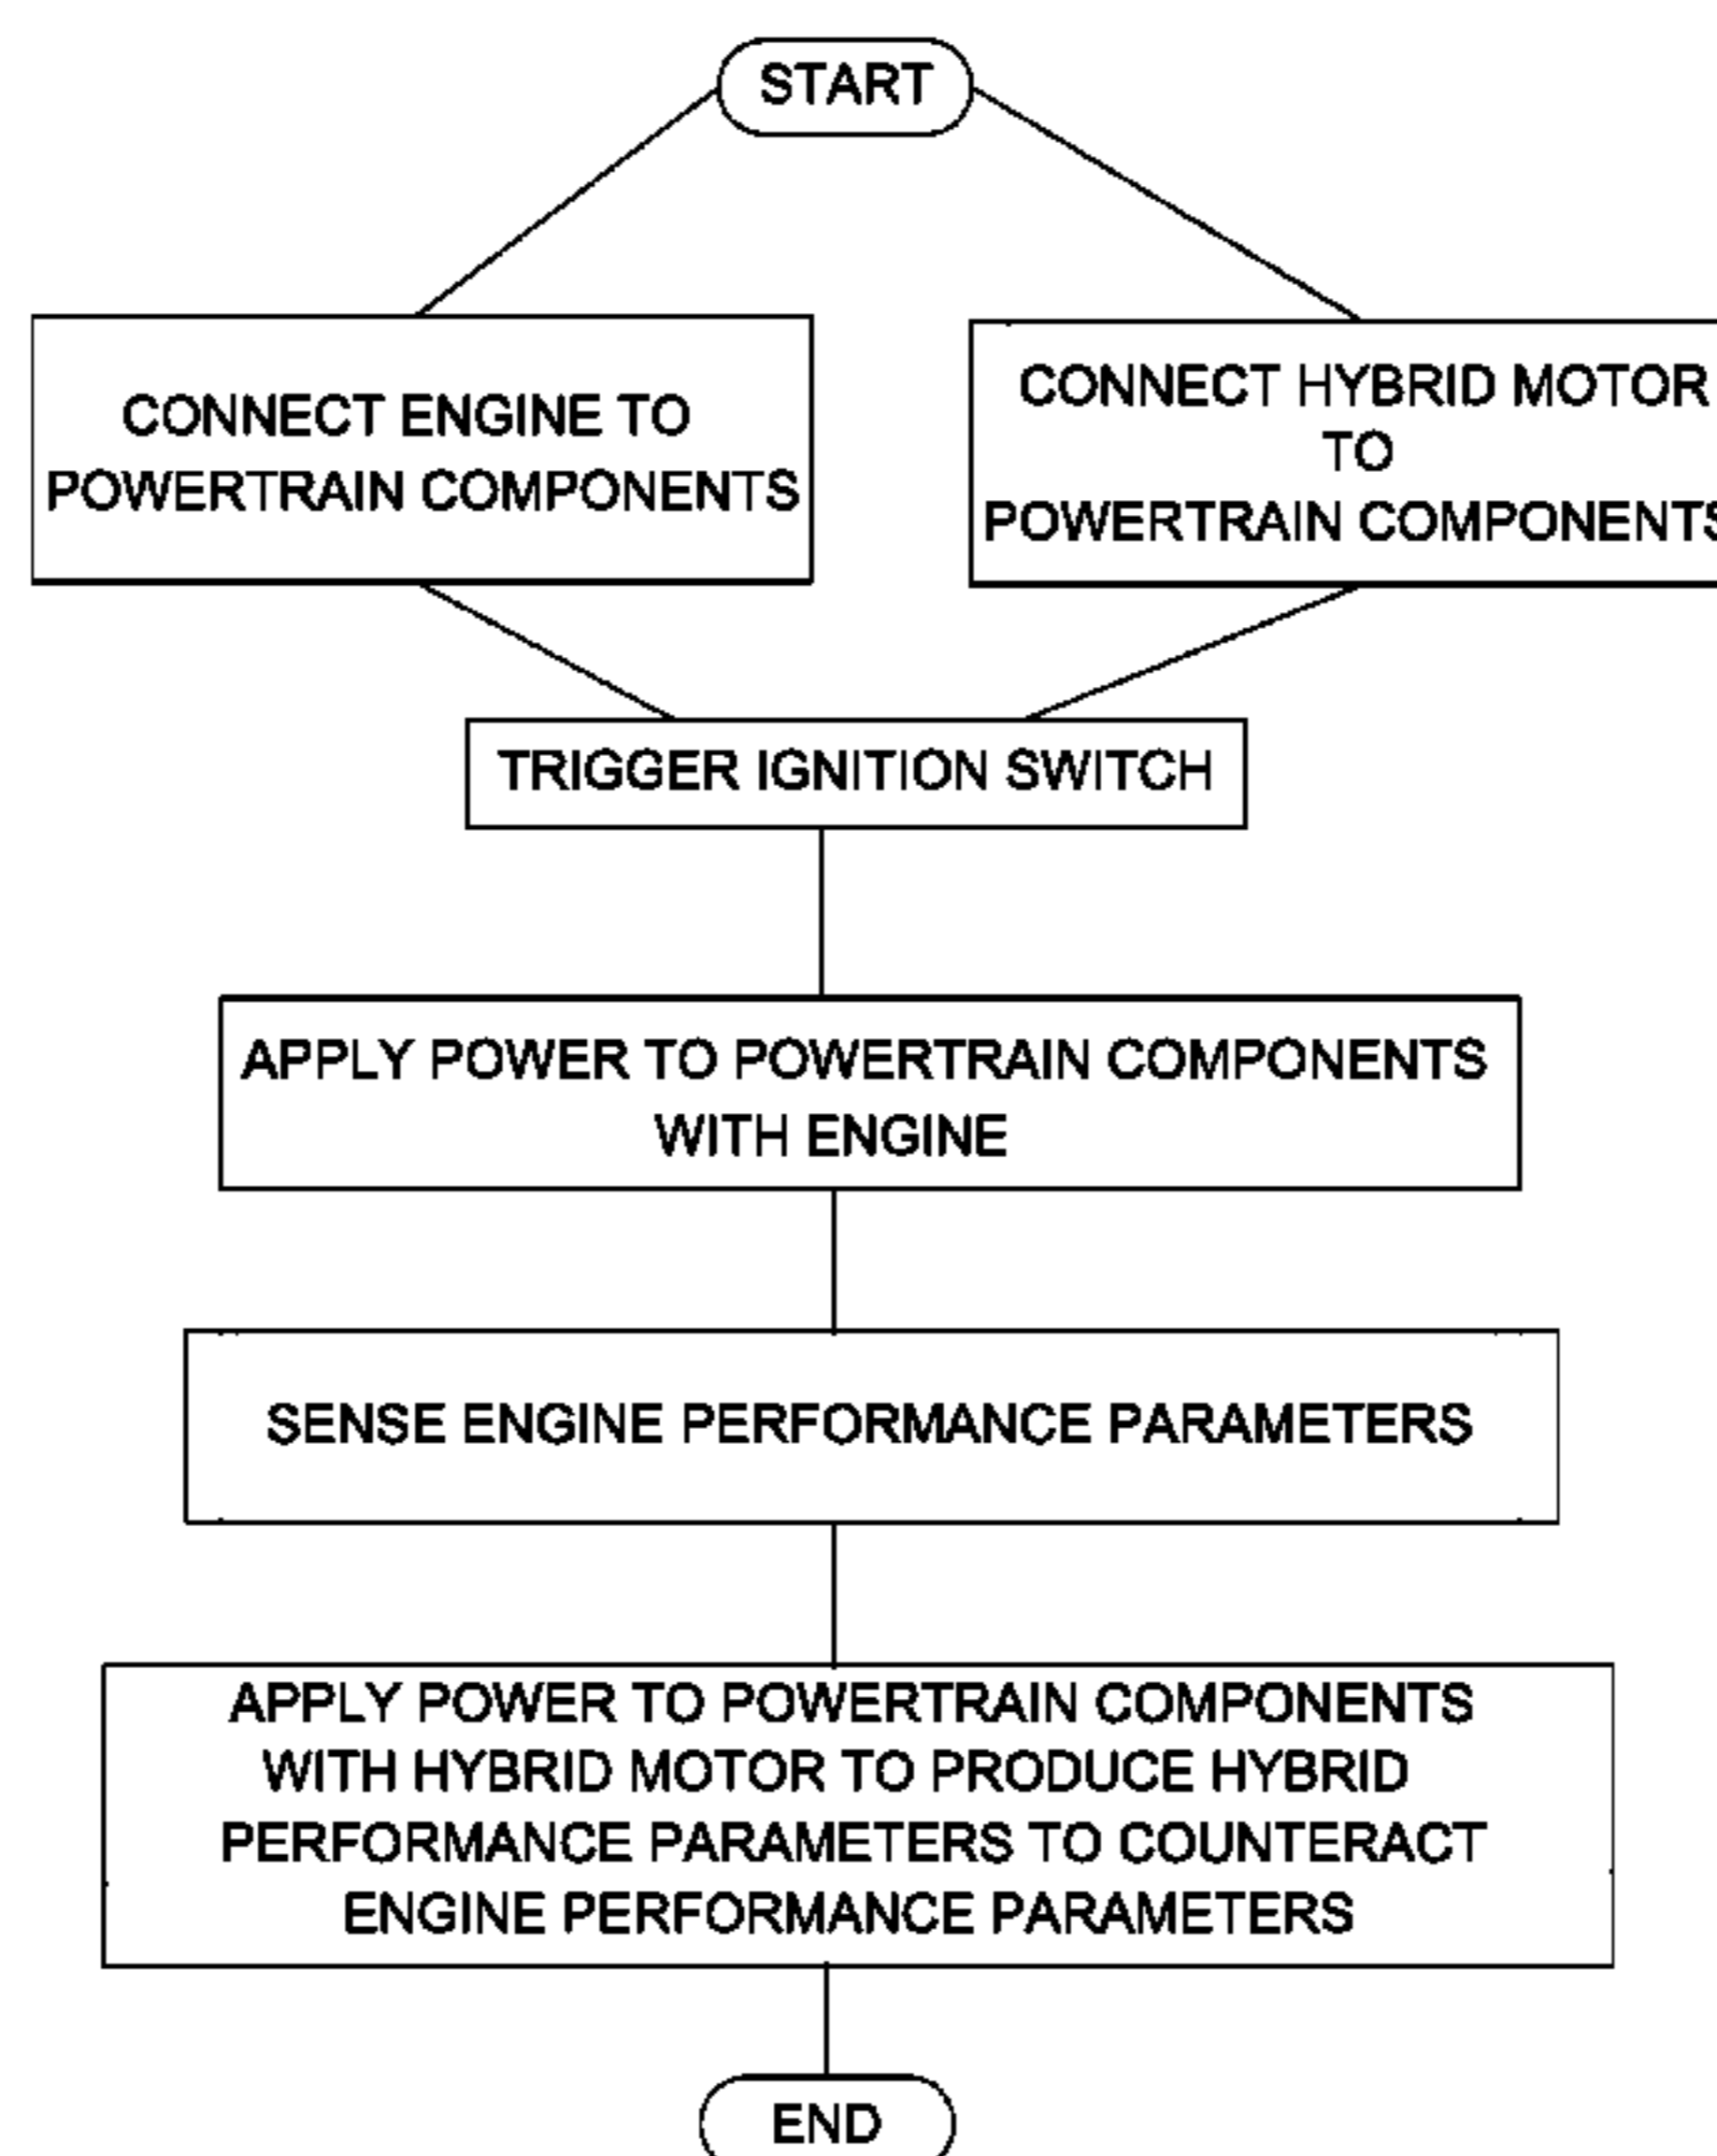 START
CONNECT ENGINE TO
POWERTRAIN COMPONENTS
CONNECT HYBRID MOTOR
TO
POWERTRAIN COMPONENTS
TRIGGER IGNITION SWITCH
APPLY POWER TO POWERTRAIN COMPONENTS
WITH ENGINE
SENSE ENGINE PERFORMANCE PARAMETERS
APPLY POWER TO POWERTRAIN COMPONENTS
WITH HYBRID MOTOR TO PRODUCE HYBRID
PERFORMANCE PARAMETERS TO COUNTERACT
ENGINE PERFORMANCE PARAMETERS
END